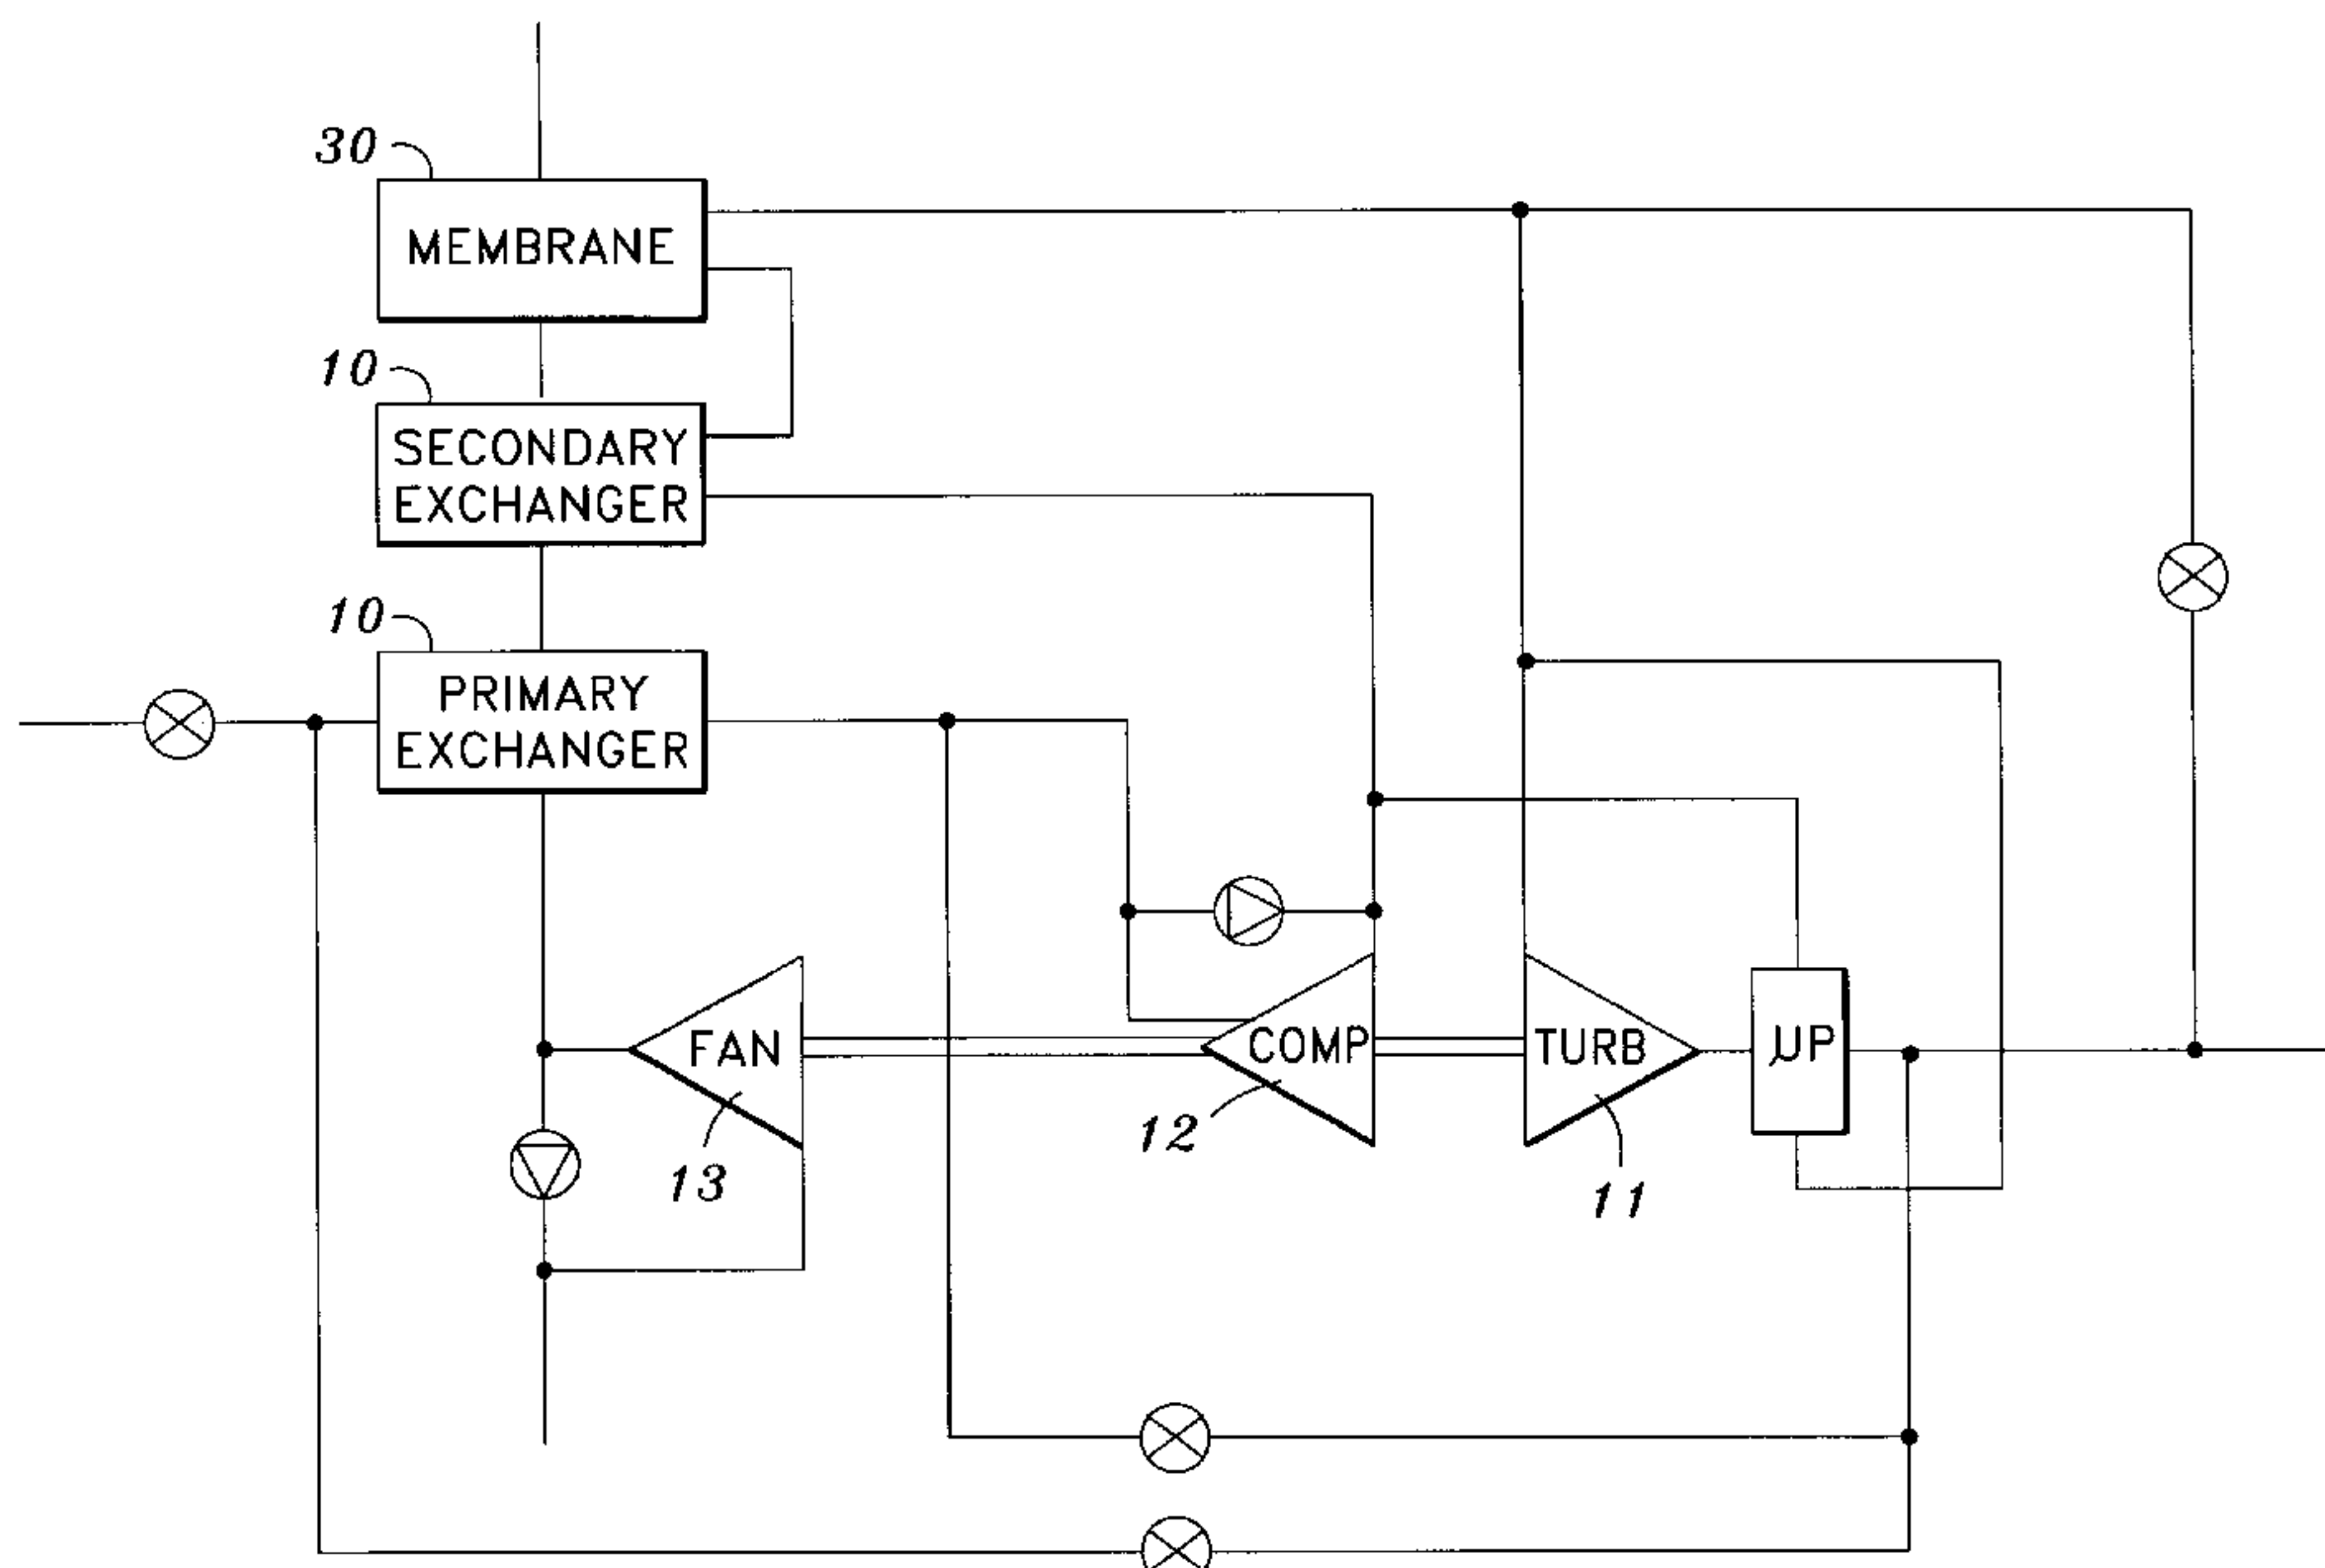 30
MEMBRANE
10
SECONDARY
EXCHANGER
10
PRIMARY
EXCHANGER
FAN
COMP
TURB
μP
12
13
11